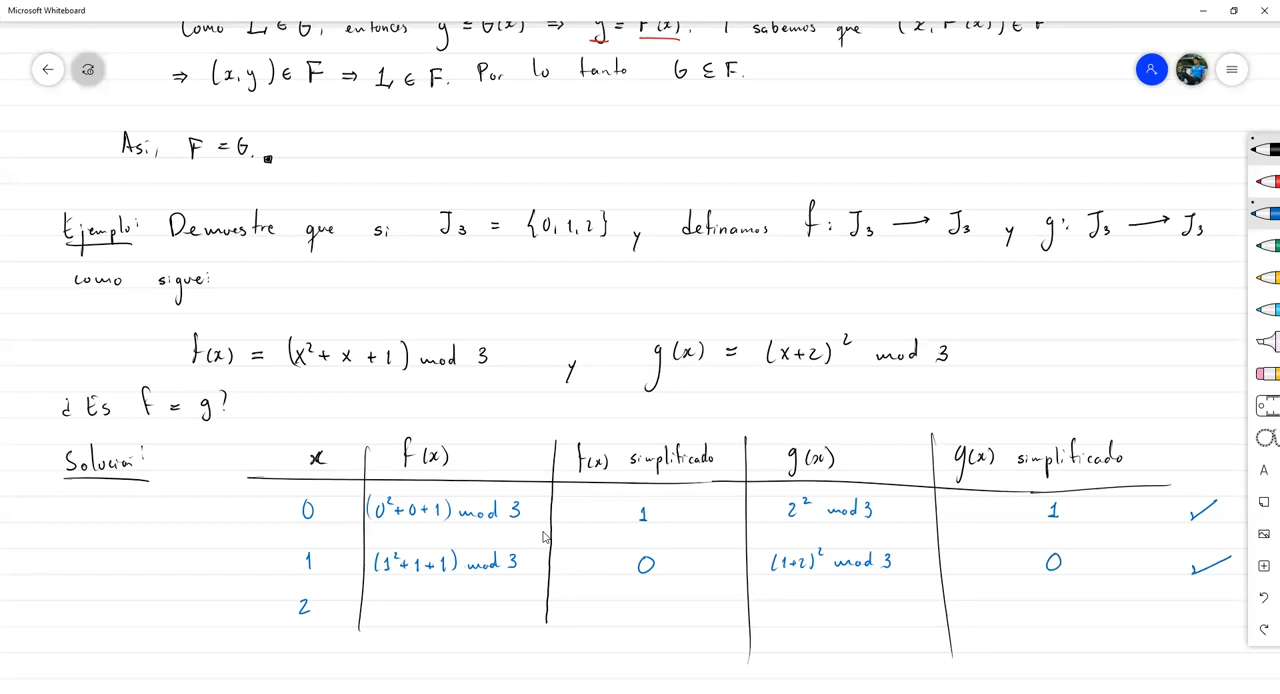 Microsoft Whiteboard
Como L ∈ G, entonces y = G(x) ⇒ y = F(x). Y sabemos que (x, F(x)) ∈ F
⇒ (x,y) ∈ F ⇒ L ∈ F. Por lo tanto G ⊆ F.
Asi, F = G.
Ejemplo: Demuestre que si J₃ = {0,1,2} y definamos f: J₃ → J₃ y g: J₃ → J₃
como sigue:
f(x) = (x² + x + 1) mod 3 y g(x) = (x+2)² mod 3
¿Es f = g?
Solución: x f(x) f(x) simplificado g(x) g(x) simplificado
0 (0²+0+1) mod 3 1 2² mod 3 1 ✓
1 (1²+1+1) mod 3 0 (1+2)² mod 3 0 ✓
2